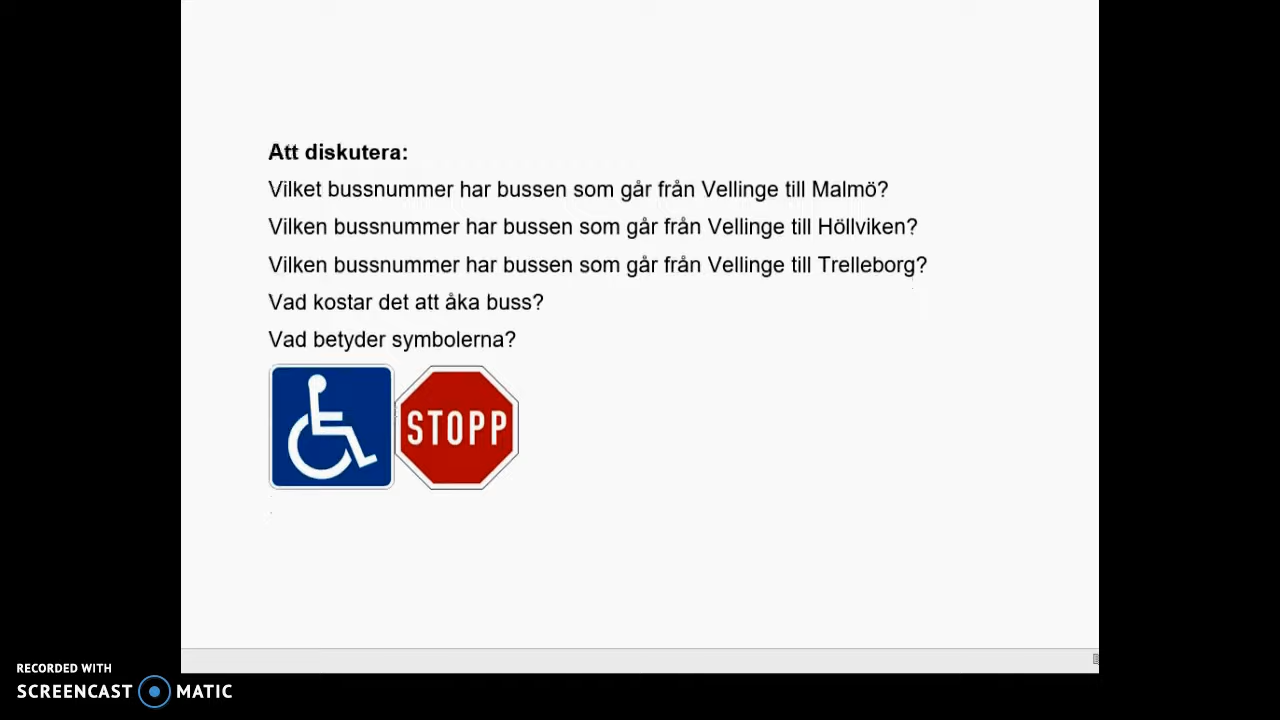 Att diskutera:
Vilket bussnummer har bussen som går från Vellinge till Malmö?
Vilken bussnummer har bussen som går från Vellinge till Höllviken?
Vilken bussnummer har bussen som går från Vellinge till Trelleborg?
Vad kostar det att åka buss?
Vad betyder symbolerna?
STOPP
RECORDED WITH
SCREENCAST MATIC